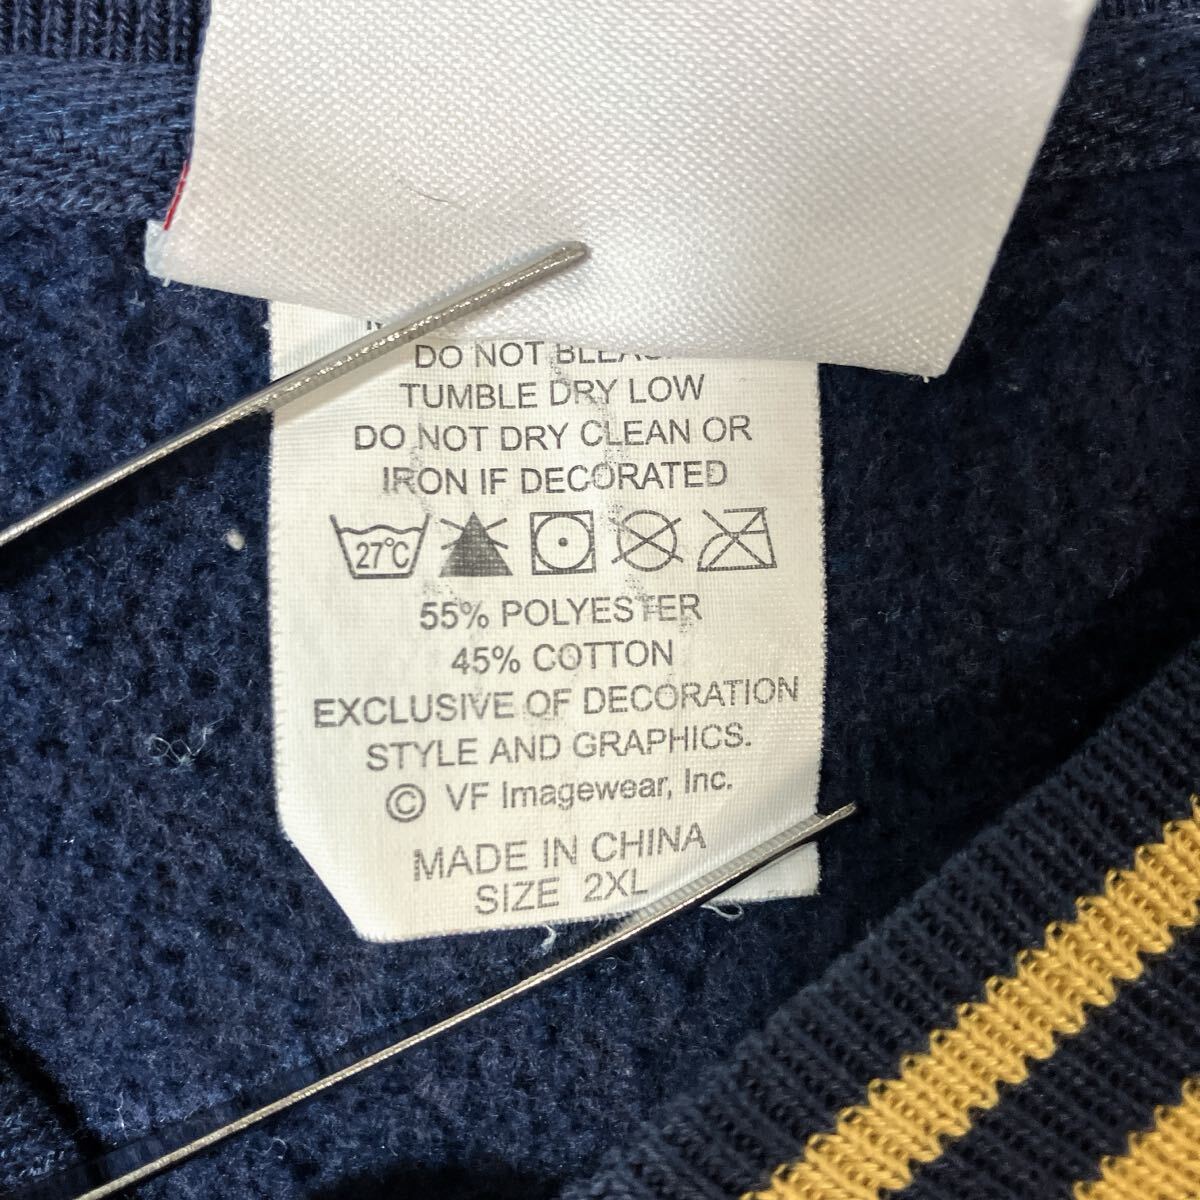 DO NOT
TUMBLE DRY LOW
DO NOT DRY CLEAN OR
IRON IF DECORATED
27°C
55% POLYESTER
45% COTTON
EXCLUSIVE OF DECORATION
STYLE AND GRAPHICS.
© VF Imagewear, Inc.
MADE IN CHINA
SIZE 2XL